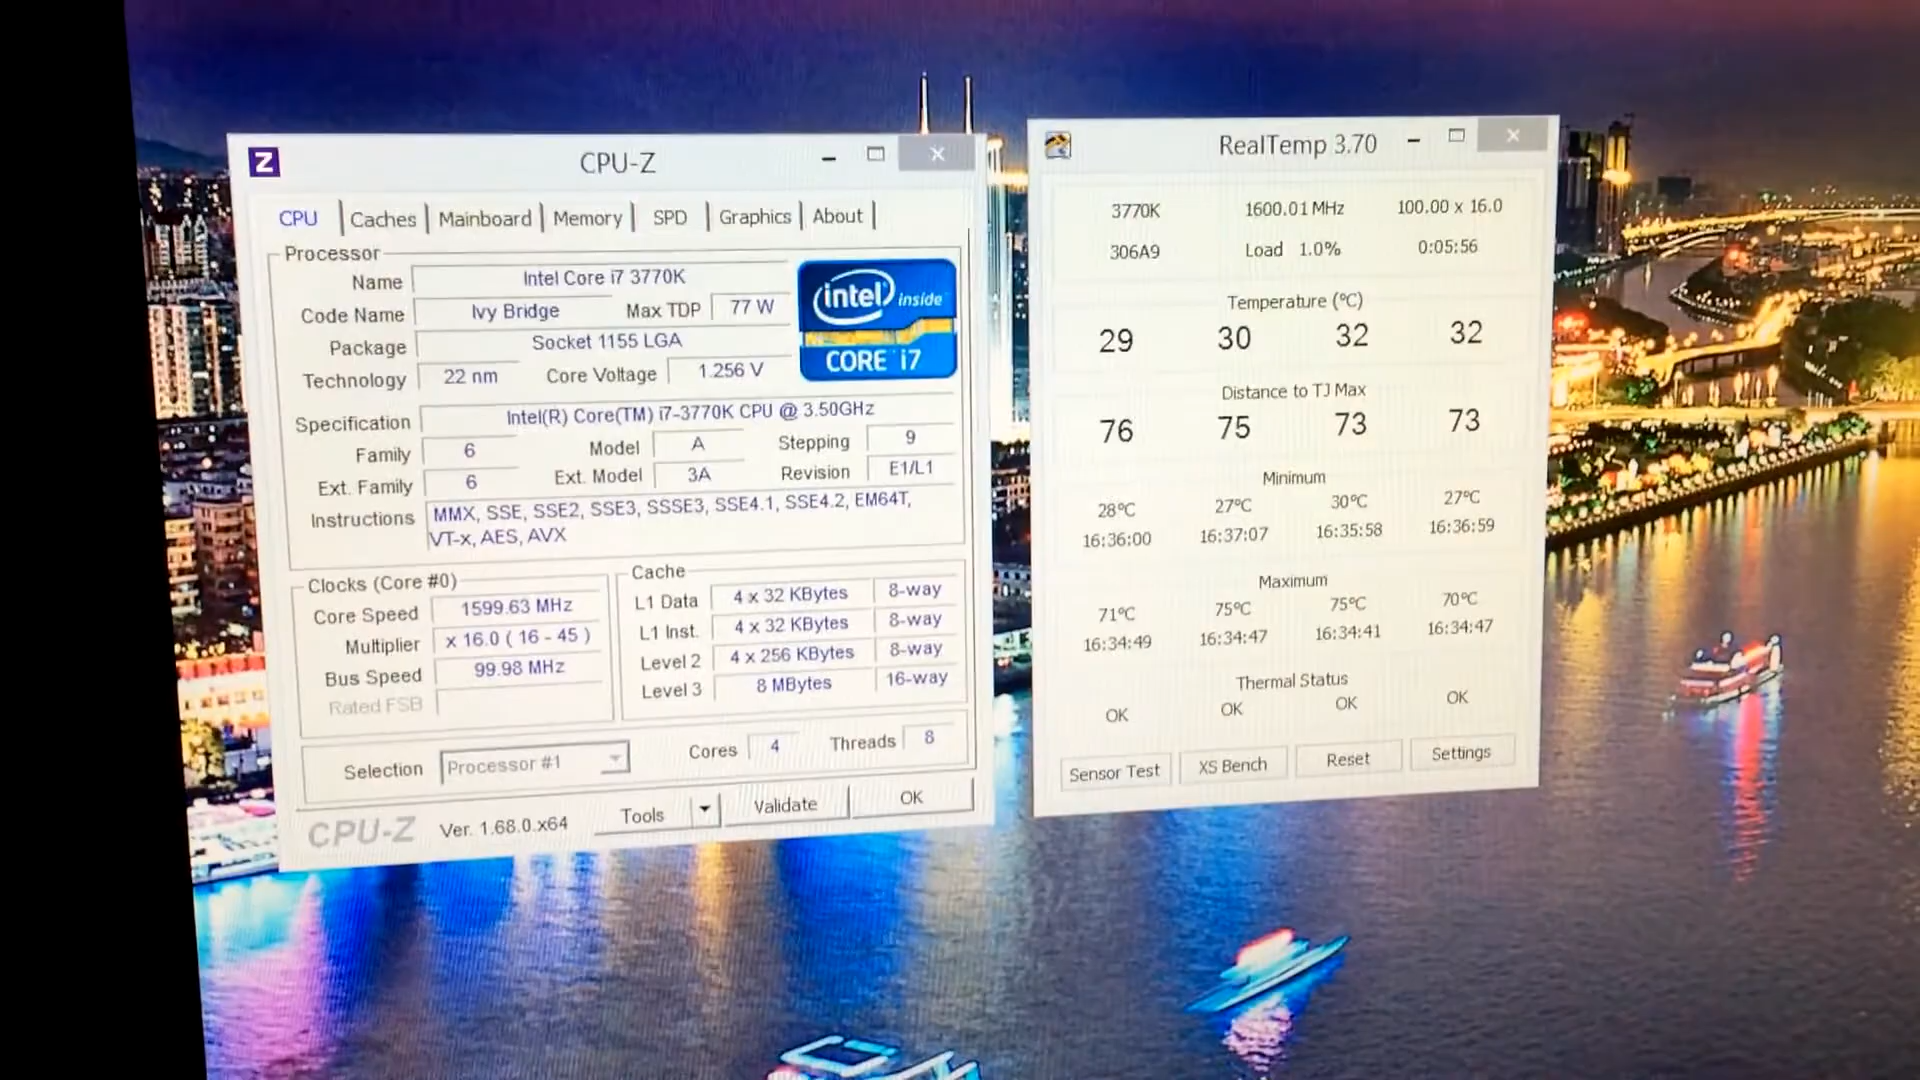 Z
CPU-Z
CPU Caches Mainboard Memory SPD Graphics About
Processor
Name Intel Core i7 3770K
Code Name Ivy Bridge Max TDP 77 W
Package Socket 1155 LGA
Technology 22 nm Core Voltage 1.256 V
intel inside
CORE i7
Specification Intel(R) Core(TM) i7-3770K CPU @ 3.50GHz
Family 6 Model A Stepping 9
Ext. Family 6 Ext. Model 3A Revision E1/L1
Instructions MMX, SSE, SSE2, SSE3, SSSE3, SSE4.1, SSE4.2, EM64T,
VT-x, AES, AVX
Clocks (Core #0)
Core Speed 1599.63 MHz
Multiplier x 16.0 ( 16 - 45 )
Bus Speed 99.98 MHz
Rated FSB
Cache
L1 Data 4 x 32 KBytes 8-way
L1 Inst. 4 x 32 KBytes 8-way
Level 2 4 x 256 KBytes 8-way
Level 3 8 MBytes 16-way
Selection Processor #1 Cores 4 Threads 8
CPU-Z Ver. 1.68.0.x64 Tools Validate OK
RealTemp 3.70
3770K 1600.01 MHz 100.00 x 16.0
306A9 Load 1.0% 0:05:56
Temperature (°C)
29 30 32 32
Distance to TJ Max
76 75 73 73
Minimum
28°C 27°C 30°C 27°C
16:36:00 16:37:07 16:35:58 16:36:59
Maximum
71°C 75°C 75°C 70°C
16:34:49 16:34:47 16:34:41 16:34:47
Thermal Status
OK OK OK OK
Sensor Test XS Bench Reset Settings